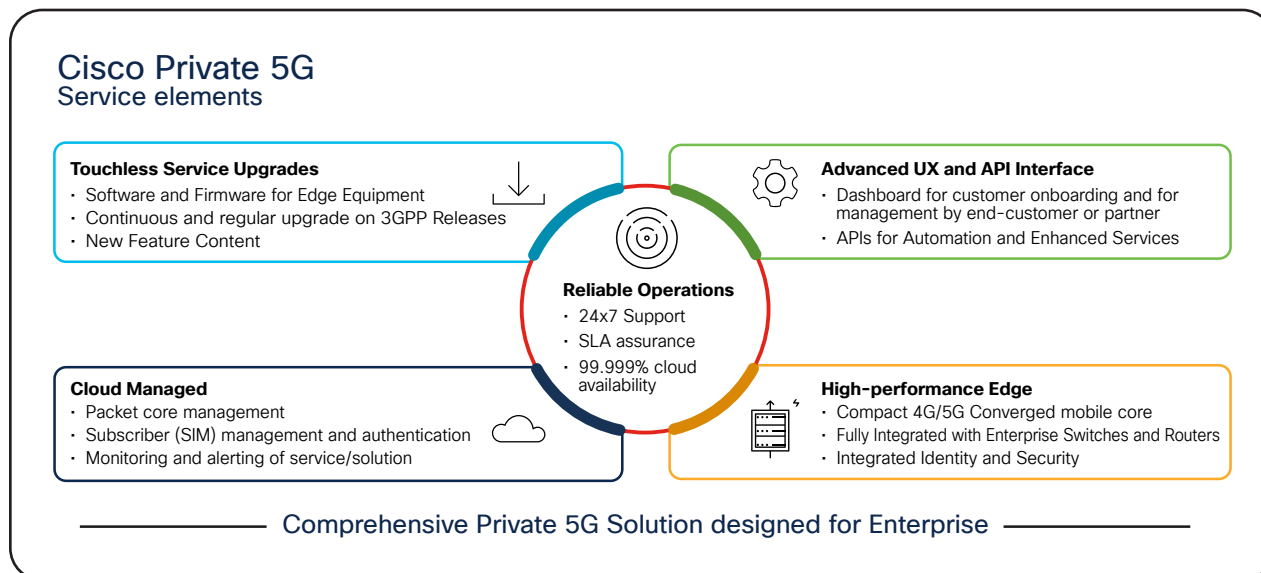 Cisco Private 5G
Service elements
Touchless Service Upgrades
· Software and Firmware for Edge Equipment
· Continuous and regular upgrade on 3GPP Releases
· New Feature Content
Advanced UX and API Interface
· Dashboard for customer onboarding and for
management by end-customer or partner
· APIs for Automation and Enhanced Services
Reliable Operations
· 24x7 Support
· SLA assurance
· 99.999% cloud
availability
Cloud Managed
· Packet core management
· Subscriber (SIM) management and authentication
· Monitoring and alerting of service/solution
High-performance Edge
· Compact 4G/5G Converged mobile core
· Fully Integrated with Enterprise Switches and Routers
· Integrated Identity and Security
Comprehensive Private 5G Solution designed for Enterprise